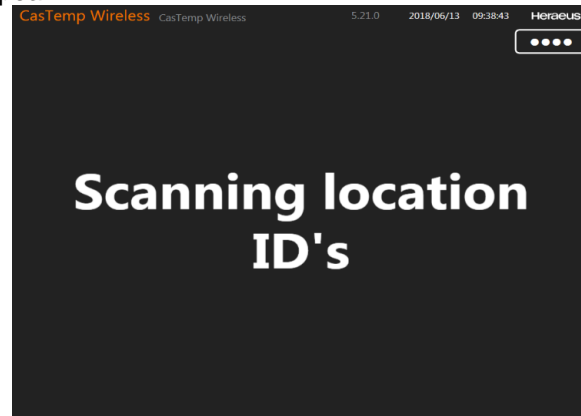 CasTemp Wireless CasTemp Wireless 5.21.0 2018/06/13 09:38:43 Heraeus
Scanning location
ID's